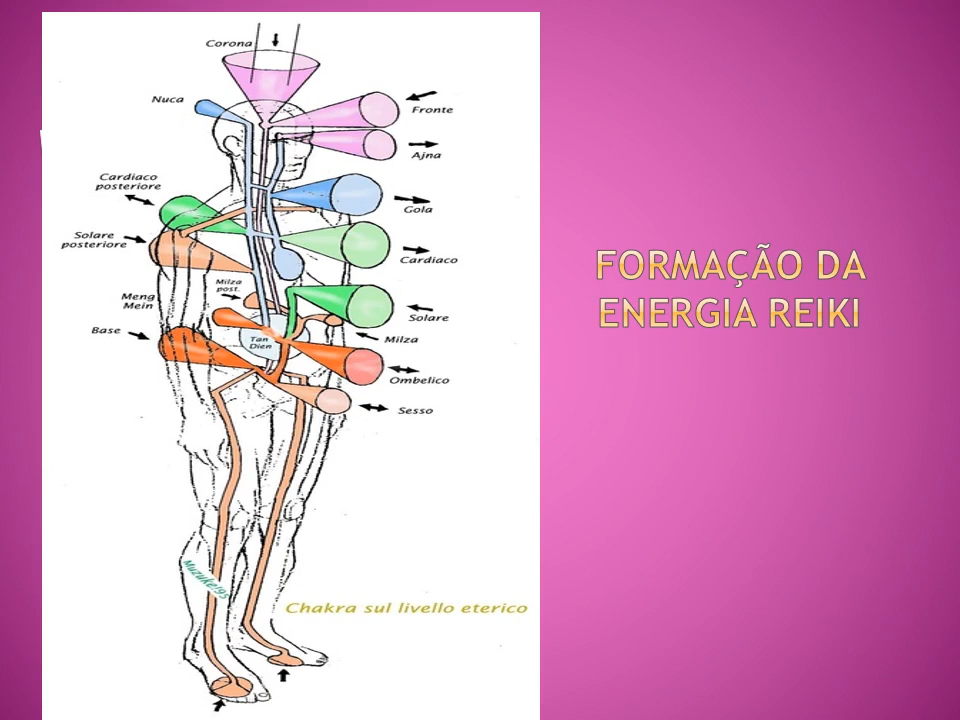 Corona
Nuca
Fronte
Ajna
Cardiaco
posteriore
Gola
Solare
posteriore
Cardiaco
Milza
post.
Meng
Mein
Solare
Base
Tan
Dien
Milza
Ombelico
Sesso
Muzukel95
Chakra sul livello eterico
FORMAÇÃO DA
ENERGIA REIKI